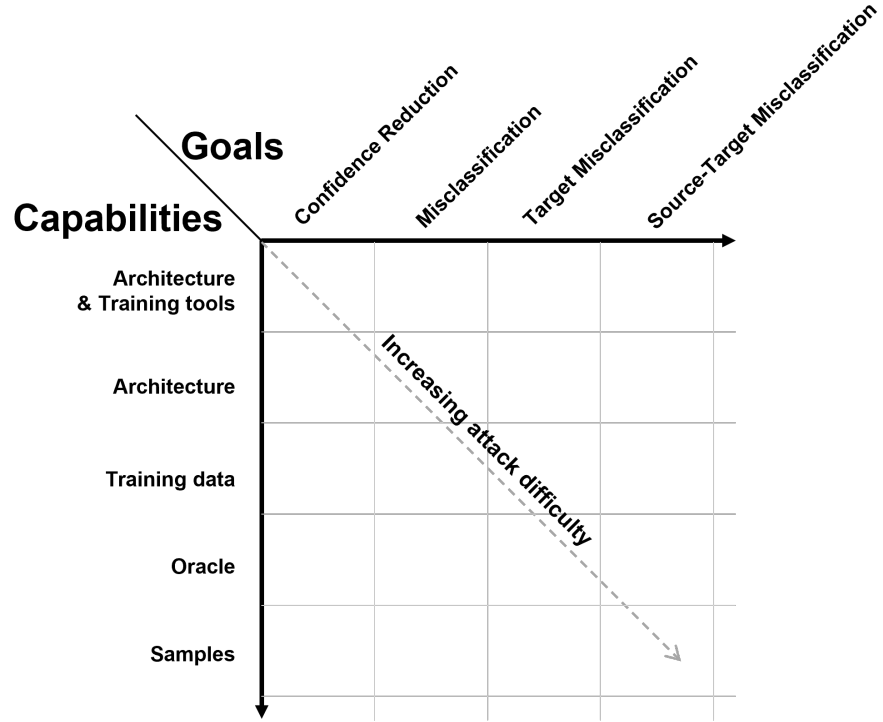 Goals
Capabilities
Confidence Reduction
Misclassification
Target Misclassification
Source-Target Misclassification
Architecture
& Training tools
Architecture
Training data
Oracle
Samples
Increasing attack difficulty